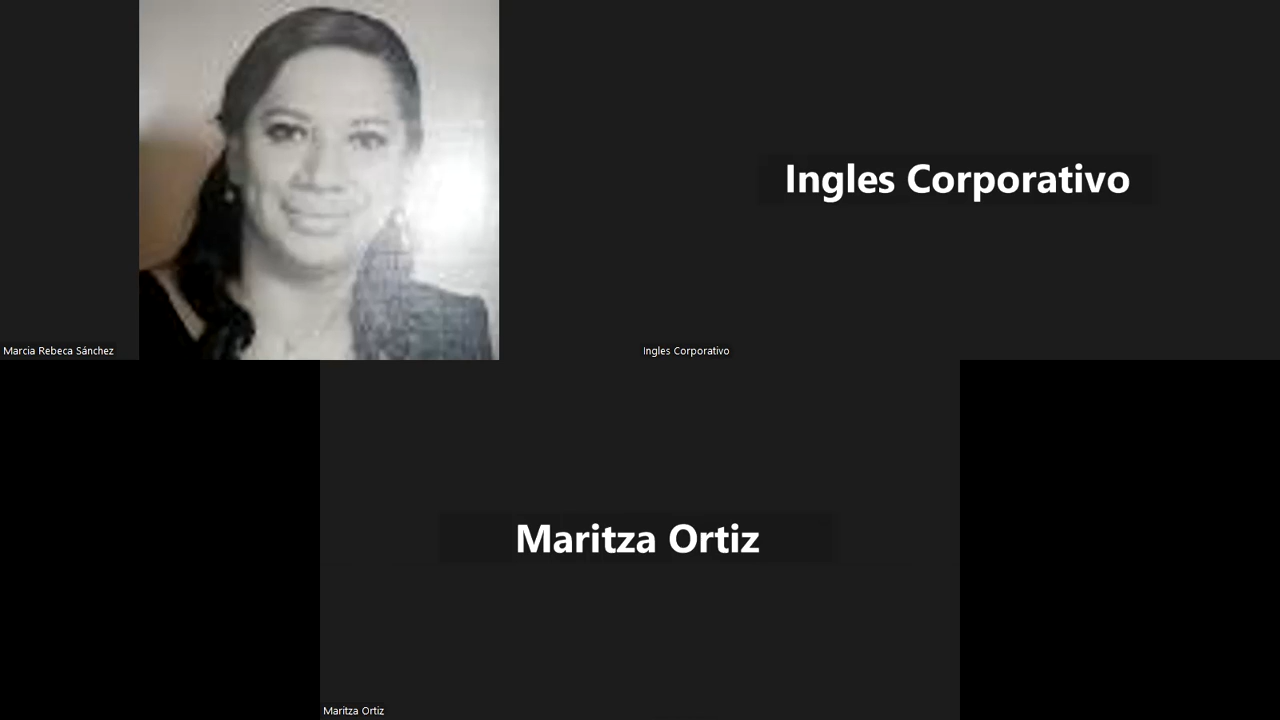 Ingles Corporativo
Marcia Rebeca Sánchez
Ingles Corporativo
Maritza Ortiz
Maritza Ortiz